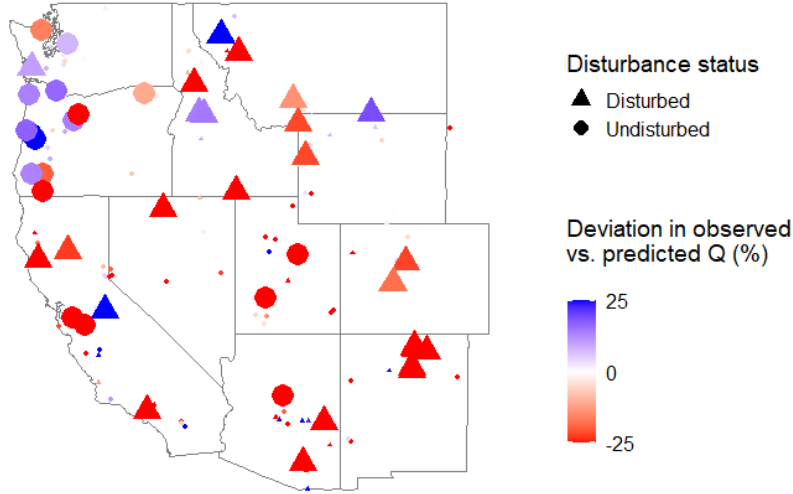 Disturbance status
Disturbed
Undisturbed
Deviation in observed
vs. predicted Q (%)
25
0
-25